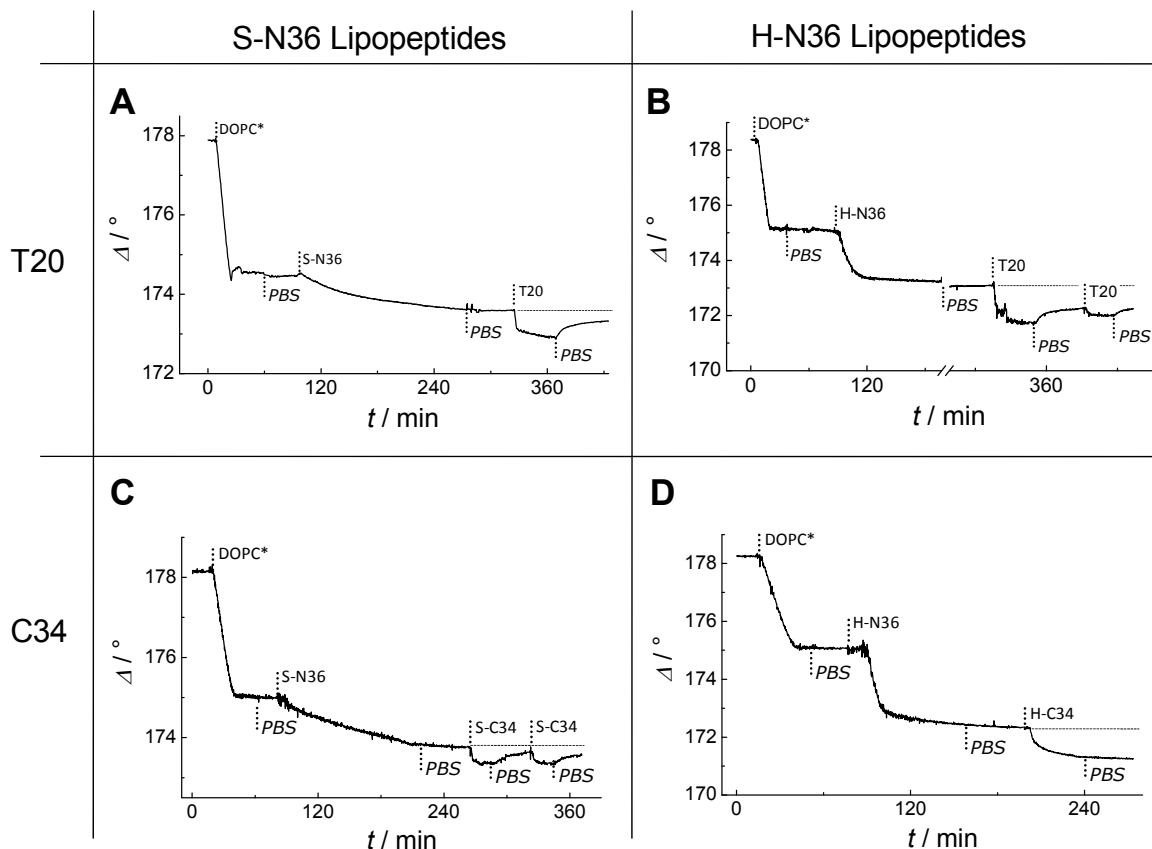 S-N36 Lipopeptides
H-N36 Lipopeptides
T20
A
DOPC*
S-N36
T20
PBS
PBS
PBS
178
176
174
172
Δ / °
0
120
240
360
t / min
B
DOPC*
H-N36
T20
T20
PBS
PBS
PBS
PBS
178
176
174
172
170
Δ / °
0
120
360
t / min
C34
C
DOPC*
S-N36
S-C34
S-C34
PBS
PBS
PBS
PBS
178
176
174
Δ / °
0
120
240
360
t / min
D
DOPC*
H-N36
H-C34
PBS
PBS
PBS
178
176
174
172
170
Δ / °
0
120
240
t / min